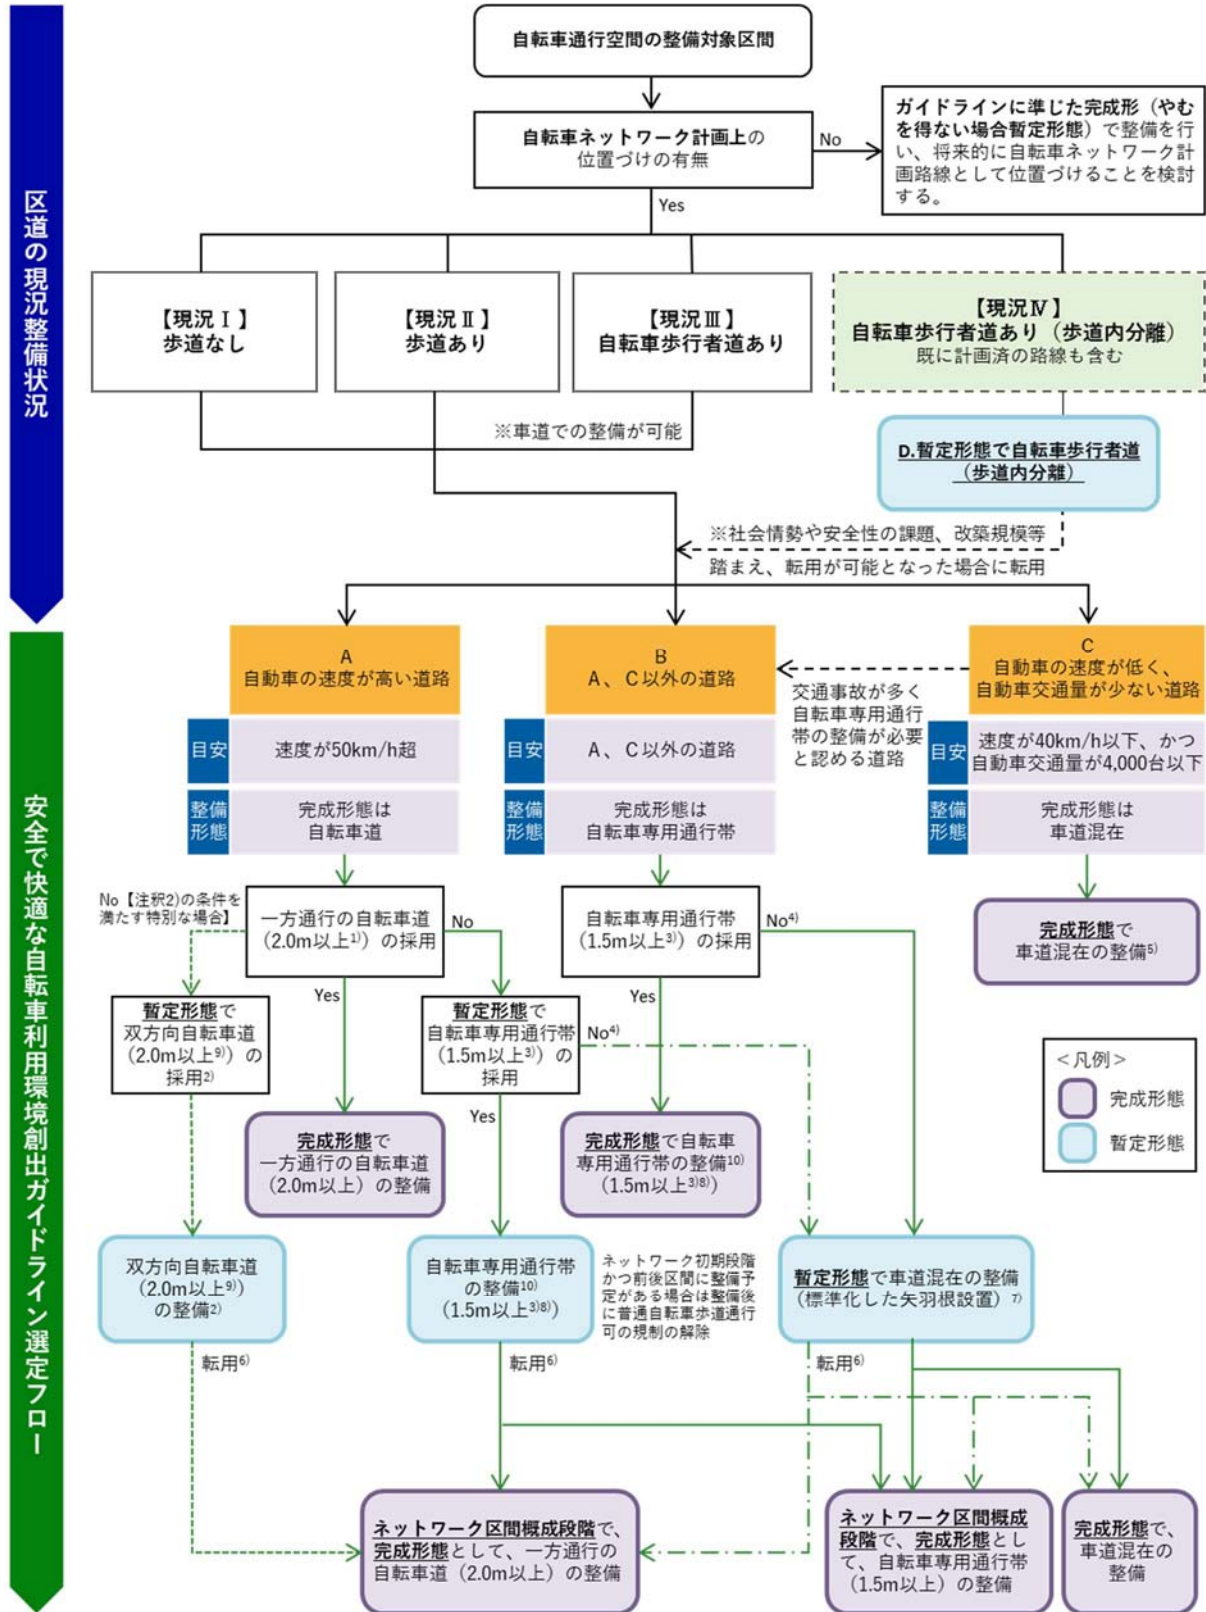 区道の現況整備状況
安全で快適な自転車利用環境創出ガイドライン選定フロー
自転車通行空間の整備対象区間
自転車ネットワーク計画上の
位置づけの有無
No
ガイドラインに準じた完成形（やむ
を得ない場合暫定形態）で整備を行
い、将来的に自転車ネットワーク計
画路線として位置づけることを検討
する。
Yes
【現況Ⅰ】
歩道なし
【現況Ⅱ】
歩道あり
【現況Ⅲ】
自転車歩行者道あり
【現況Ⅳ】
自転車歩行者道あり（歩道内分離）
既に計画済の路線も含む
※車道での整備が可能
D.暫定形態で自転車歩行者道
（歩道内分離）
※社会情勢や安全性の課題、改築規模等
踏まえ、転用が可能となった場合に転用
A
自動車の速度が高い道路
目安
速度が50km/h超
整備
形態
完成形態は
自転車道
B
A、C以外の道路
目安
A、C以外の道路
整備
形態
完成形態は
自転車専用通行帯
交通事故が多く
自転車専用通行
帯の整備が必要
と認める道路
C
自動車の速度が低く、
自動車交通量が少ない道路
目安
速度が40km/h以下、かつ
自動車交通量が4,000台以下
整備
形態
完成形態は
車道混在
No【注釈2)の条件を
満たす特別な場合】
一方通行の自転車道
（2.0m以上1)）の採用
No
Yes
自転車専用通行帯
（1.5m以上3)）の採用
No4)
Yes
完成形態で
車道混在の整備5)
暫定形態で
双方向自転車道
（2.0m以上9)）の
採用2)
暫定形態で
自転車専用通行帯
（1.5m以上3)）の
採用
No4)
Yes
＜凡例＞
完成形態
暫定形態
完成形態で
一方通行の自転車道
（2.0m以上）の整備
完成形態で自転車
専用通行帯の整備10)
（1.5m以上3)8)）
双方向自転車道
（2.0m以上9)）
の整備2)
自転車専用通行帯
の整備10)
（1.5m以上3)8)）
ネットワーク初期段階
かつ前後区間に整備予
定がある場合は整備後
に普通自転車歩道通行
可の規制の解除
暫定形態で車道混在の整備
（標準化した矢羽根設置）7)
転用6)
転用6)
転用6)
ネットワーク区間概成段階で、
完成形態として、一方通行の
自転車道（2.0m以上）の整備
ネットワーク区間概成
段階で、完成形態とし
て、自転車専用通行帯
（1.5m以上）の整備
完成形態で、
車道混在の
整備